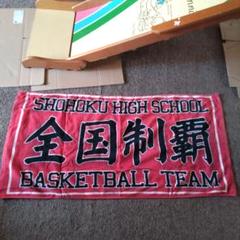 SHOHOKU HIGH SCHOOL
全国制覇
BASKETBALL TEAM